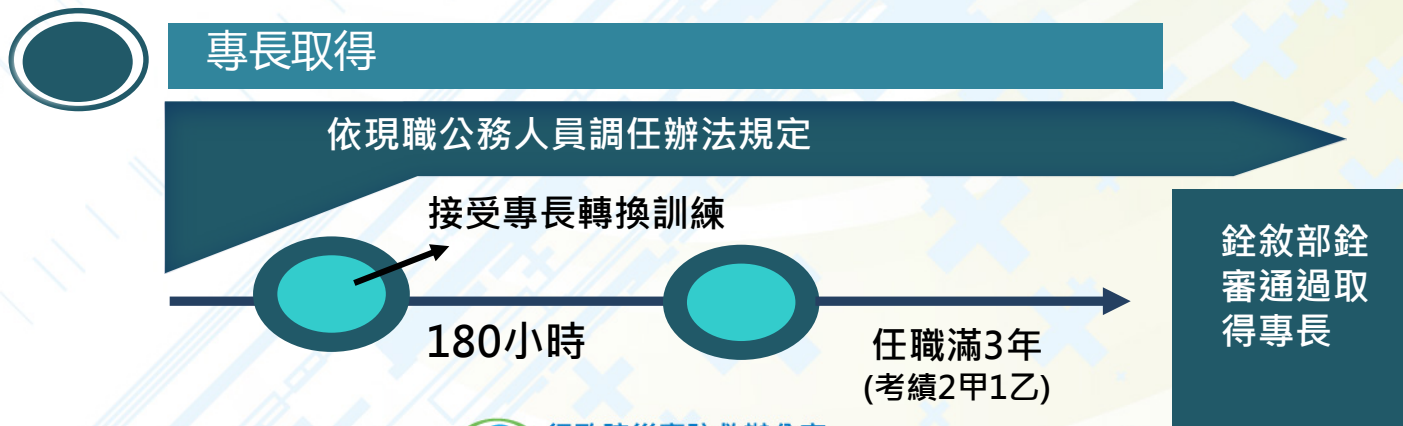 專長取得
依現職公務人員調任辦法規定
接受專長轉換訓練
180小時
任職滿3年
(考績2甲1乙)
銓敘部銓
審通過取
得專長